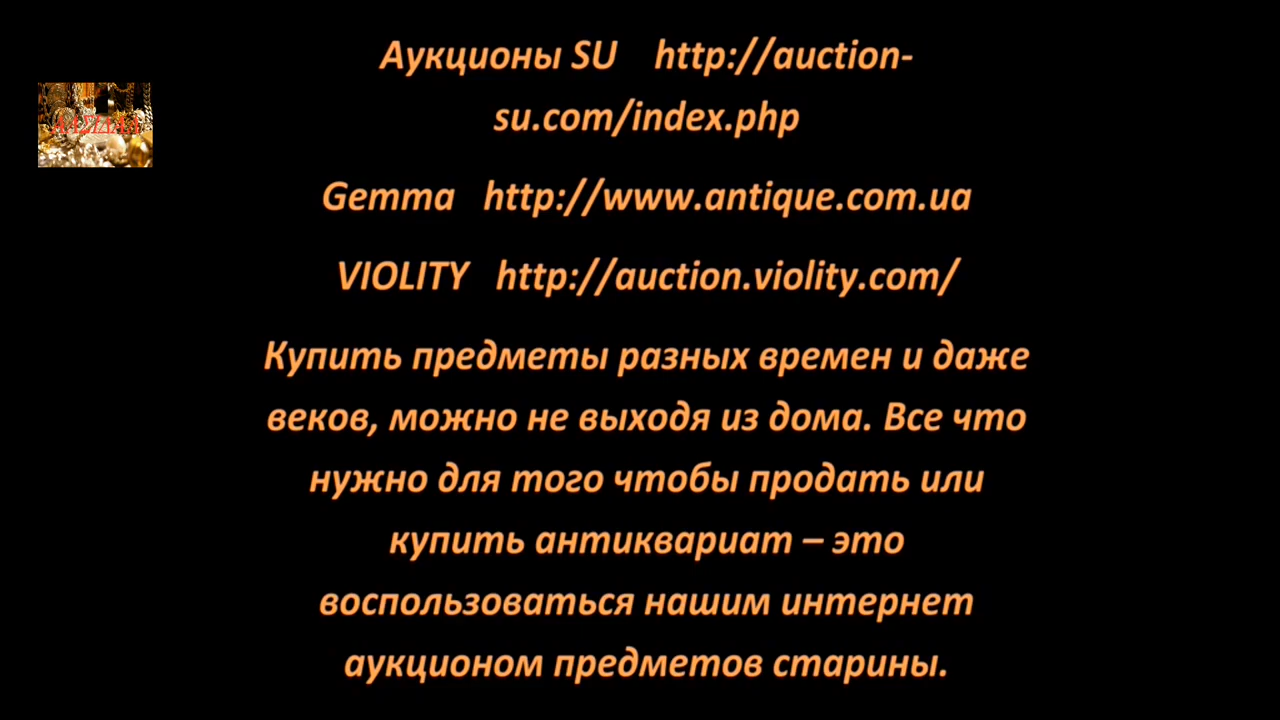 Аукционы SU http://auction-
su.com/index.php
Gemma http://www.antique.com.ua
VIOLITY http://auction.violity.com/
Купить предметы разных времен и даже
веков, можно не выходя из дома. Все что
нужно для того чтобы продать или
купить антиквариат – это
воспользоваться нашим интернет
аукционом предметов старины.